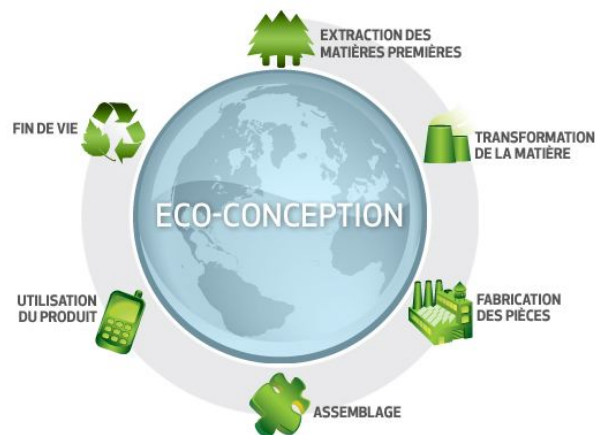 EXTRACTION DES
MATIÈRES PREMIÈRES
TRANSFORMATION
DE LA MATIÈRE
FABRICATION
DES PIÈCES
ASSEMBLAGE
UTILISATION
DU PRODUIT
FIN DE VIE
ECO-CONCEPTION